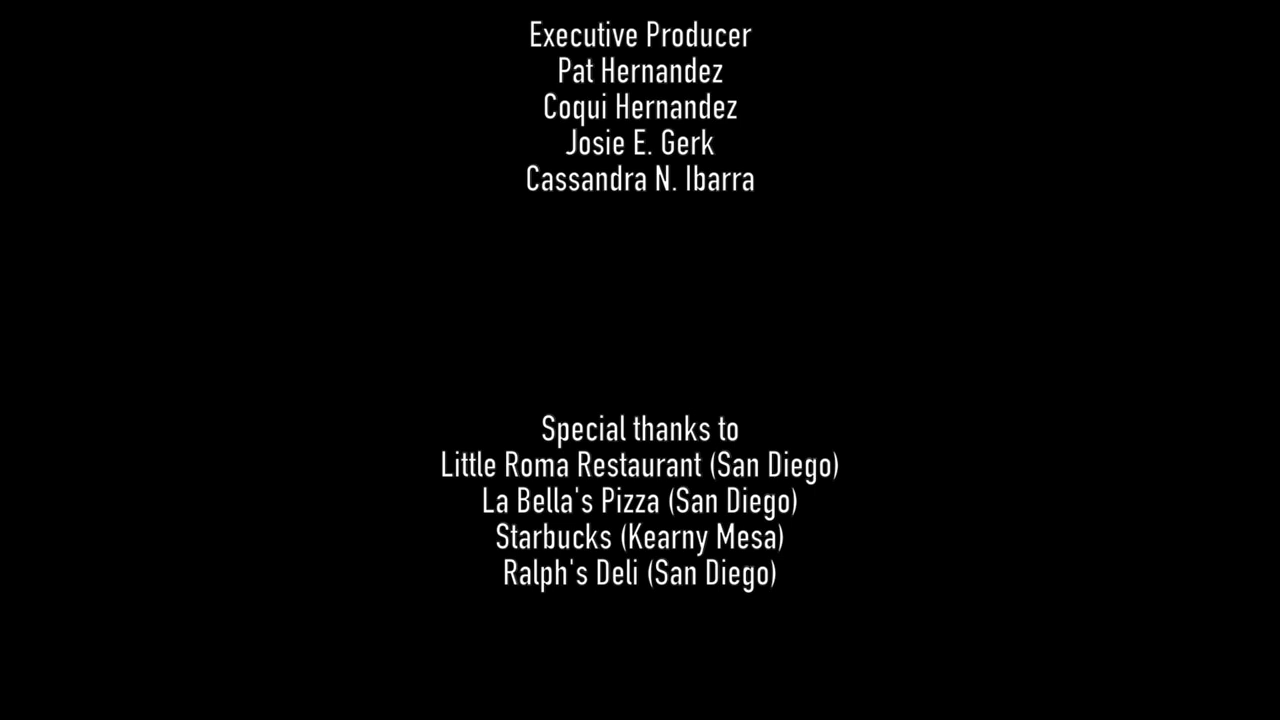 Executive Producer
Pat Hernandez
Coqui Hernandez
Josie E. Gerk
Cassandra N. Ibarra
Special thanks to
Little Roma Restaurant (San Diego)
La Bella's Pizza (San Diego)
Starbucks (Kearny Mesa)
Ralph's Deli (San Diego)